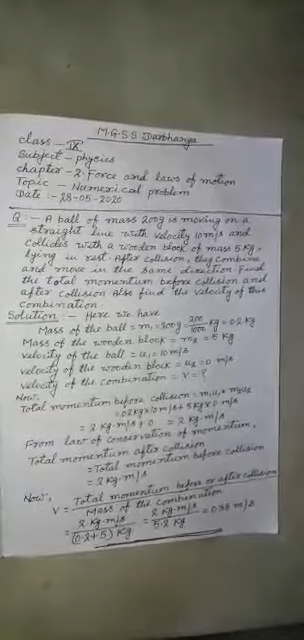 M.G.S.S Darbhanga
class - IX
Subject - physics
chapter - 2. Force and laws of motion
Topic - Numerical problem
Date :- 28-05-2020
Q :- A ball of mass 200g is moving on a
straight line with velocity 10 m/s and
collides with a wooden block of mass 5 Kg.
lying in rest. After collision, they combine
and move in the same direction. Find
the total momentum before collision and
after collision Also find the velocity of this
combination.
Solution :- Here we have
Mass of the ball = m₁ = 200g = 200/1000 Kg = 0.2 Kg
Mass of the wooden block = m₂ = 5 Kg
velocity of the ball = u₁ = 10 m/s
velocity of the wooden block = u₂ = 0 m/s
velocity of the combination = v = ?
Now,
Total momentum before collision = m₁u₁ + m₂u₂
= 0.2 Kg x 10 m/s + 5 Kg x 0 m/s
= 2 Kg·m/s + 0 = 2 Kg·m/s
From law of conservation of momentum,
Total momentum after collision
= Total momentum before collision
= 2 Kg·m/s
Now,
V = Total momentum before or after collision / Mass of the combination
= 2 Kg·m/s / (0.2+5) Kg = 2 Kg·m/s / 5.2 Kg = 0.38 m/s